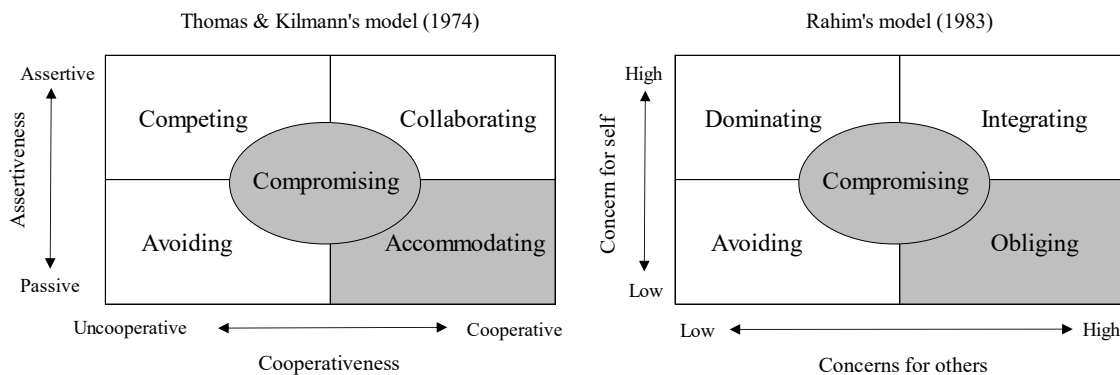 Thomas & Kilmann's model (1974)
Assertive
Assertiveness
Passive
Competing
Collaborating
Compromising
Avoiding
Accommodating
Uncooperative
Cooperative
Cooperativeness
Rahim's model (1983)
High
Concern for self
Low
Dominating
Integrating
Compromising
Avoiding
Obliging
Low
High
Concerns for others